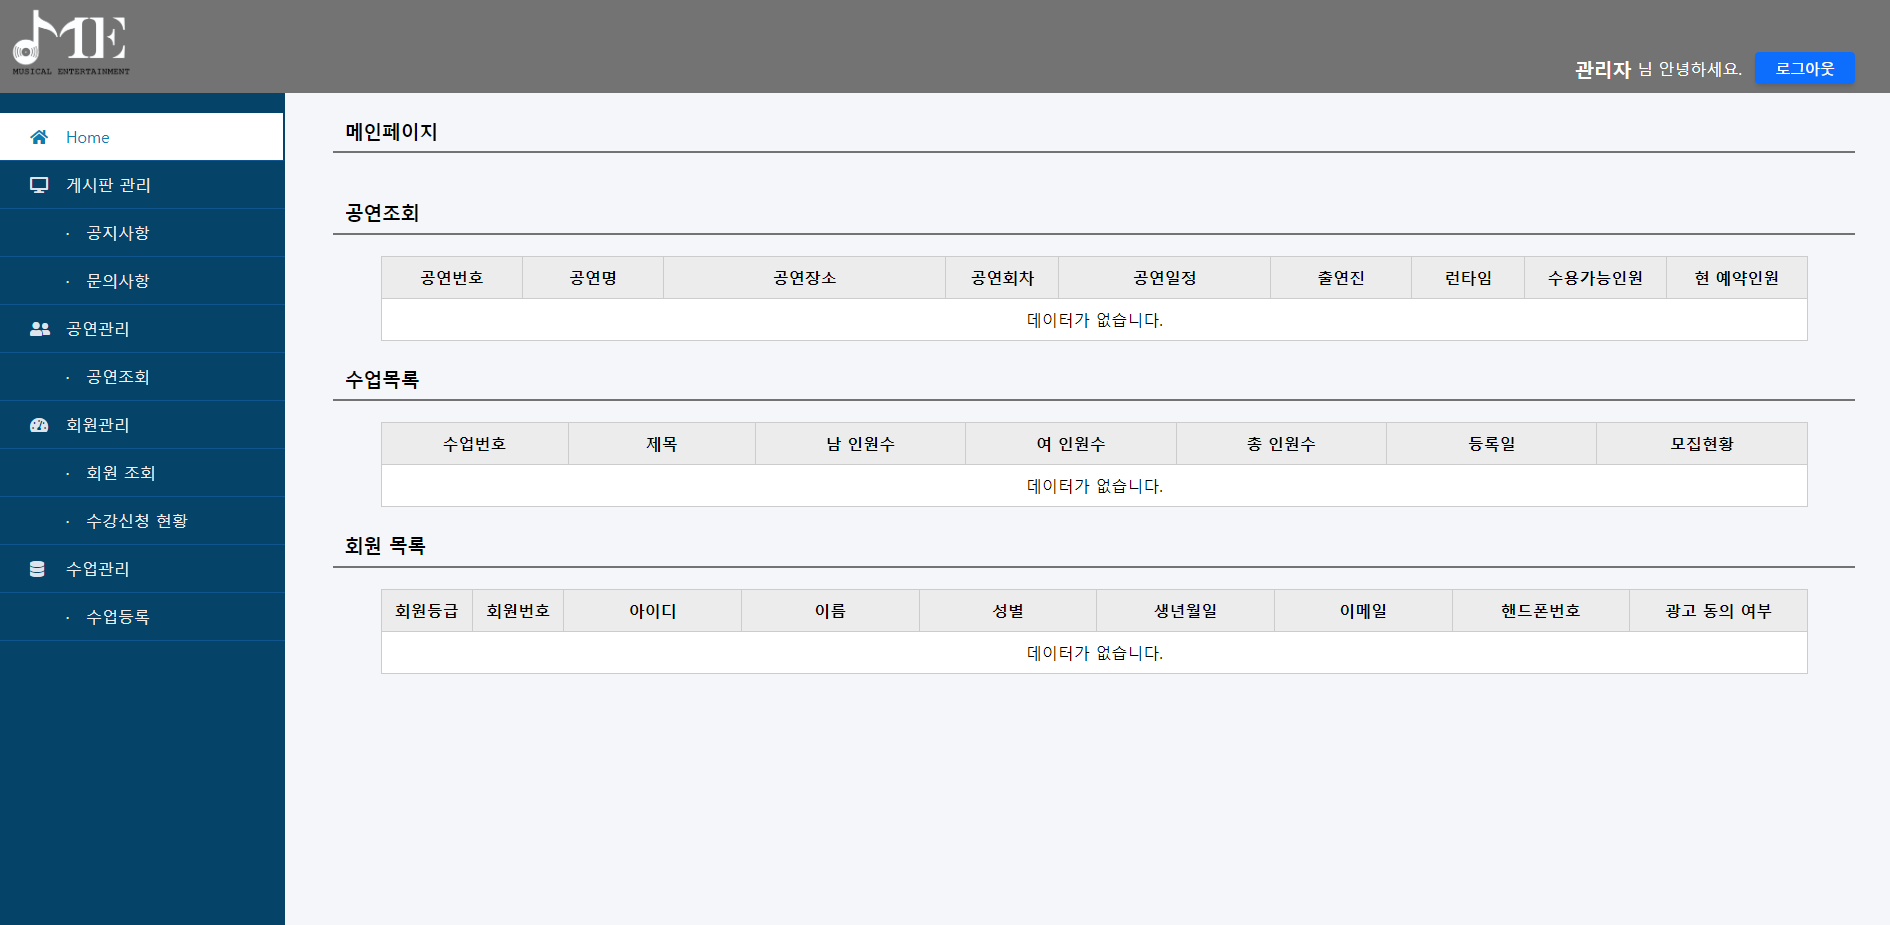 ME
MUSICAL ENTERTAINMENT
관리자 님 안녕하세요. 로그아웃
Home
게시판 관리
· 공지사항
· 문의사항
공연관리
· 공연조회
회원관리
· 회원 조회
· 수강신청 현황
수업관리
· 수업등록
메인페이지
공연조회
공연번호 공연명 공연장소 공연회차 공연일정 출연진 런타임 수용가능인원 현 예약인원
데이터가 없습니다.
수업목록
수업번호 제목 남 인원수 여 인원수 총 인원수 등록일 모집현황
데이터가 없습니다.
회원 목록
회원등급 회원번호 아이디 이름 성별 생년월일 이메일 핸드폰번호 광고 동의 여부
데이터가 없습니다.